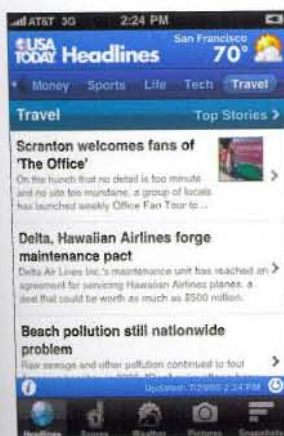 AT&T 3G 2:24 PM
USA TODAY Headlines San Francisco 70°
Money Sports Life Tech Travel
Travel Top Stories >
Scranton welcomes fans of
'The Office'
On the hunch that no detail is too minute
and no site too mundane, a group of locals
has launched weekly Office Fan Tour to ...
Delta, Hawaiian Airlines forge
maintenance pact
Delta Air Lines Inc.'s maintenance unit has reached an
agreement for servicing Hawaiian Airlines planes, a
deal that could be worth as much as $500 million.
Beach pollution still nationwide
problem
Raw sewage and other pollution continued to foul
2:24 PM
Headlines Scores Weather Pictures Snapshots